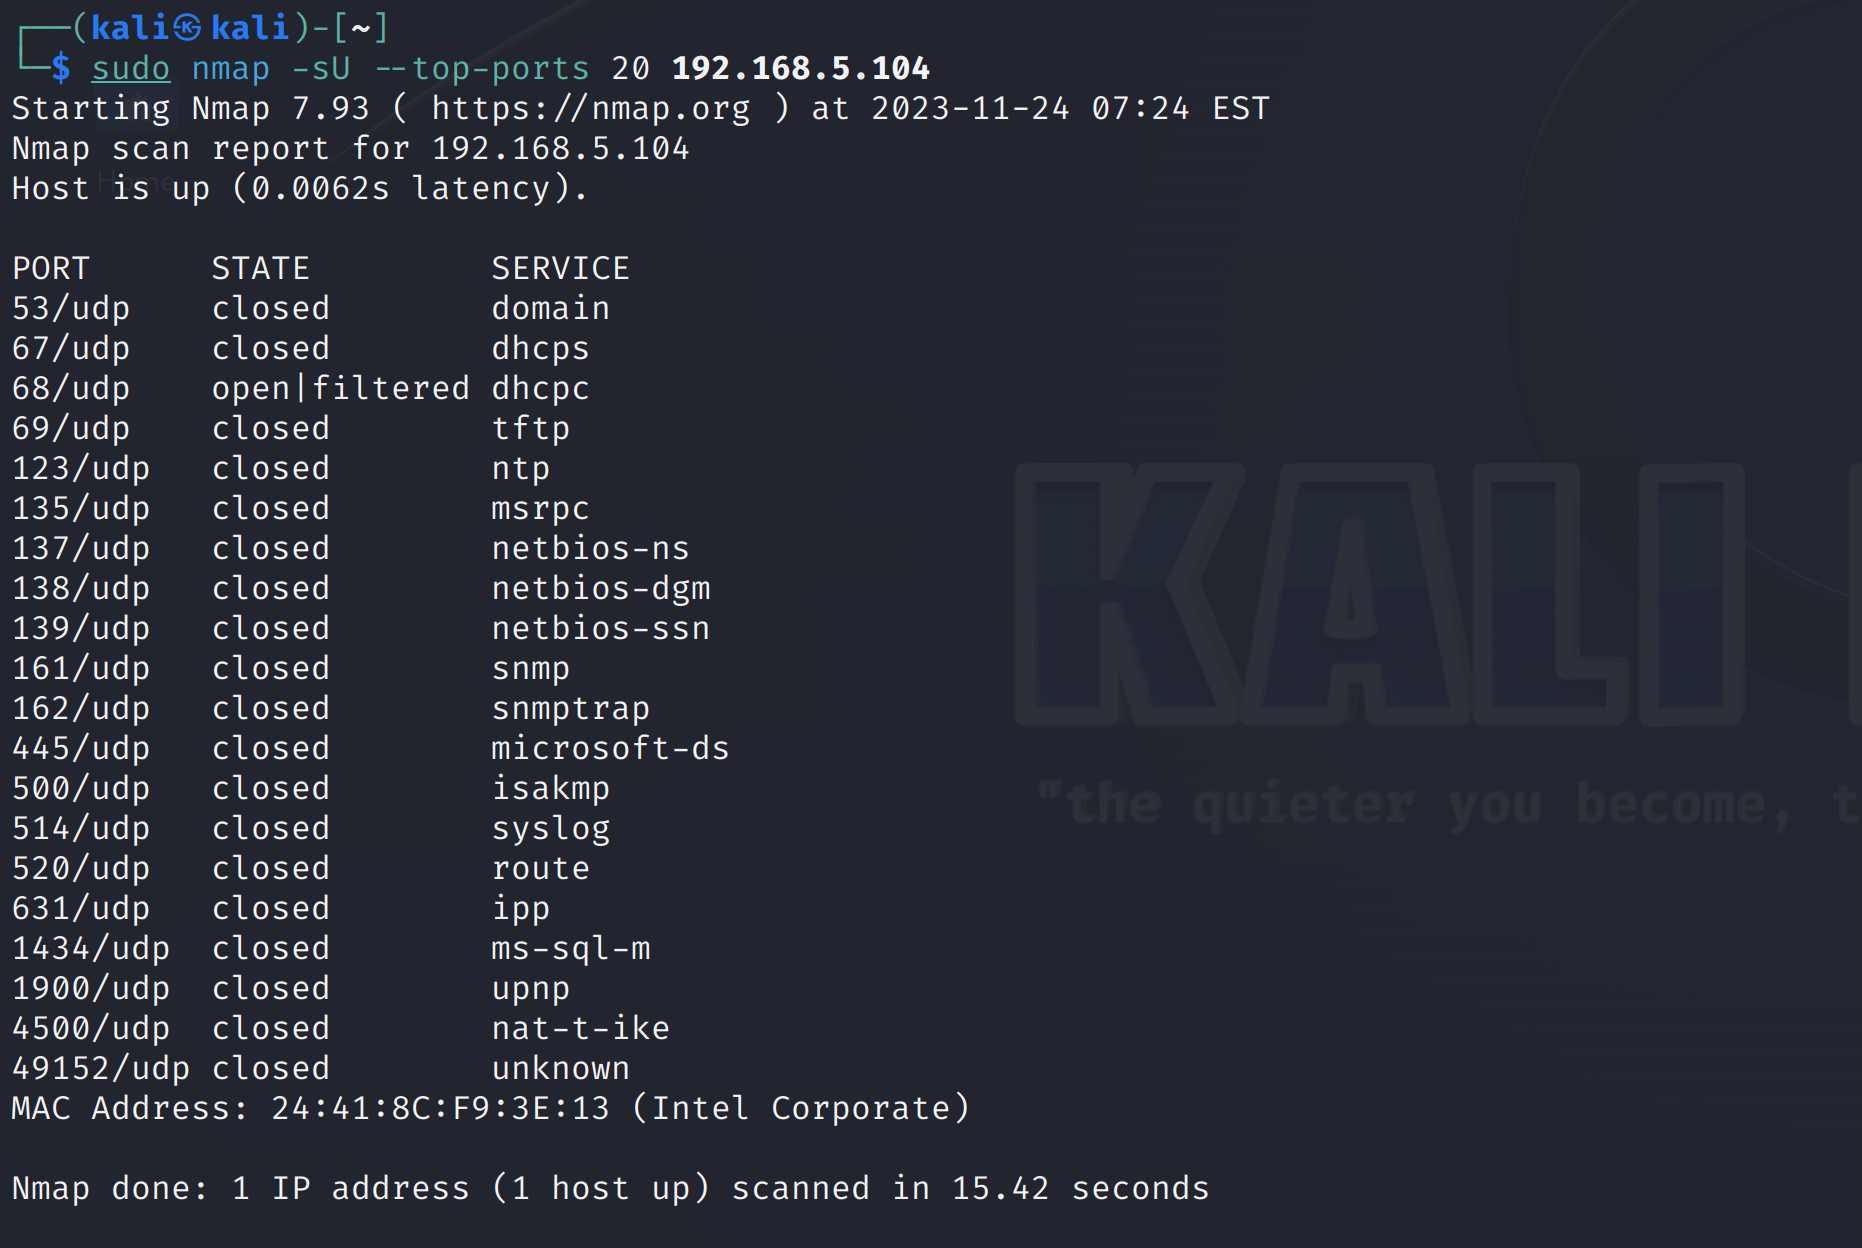 ┌──(kali㉿kali)-[~]
└─$ sudo nmap -sU --top-ports 20 192.168.5.104
Starting Nmap 7.93 ( https://nmap.org ) at 2023-11-24 07:24 EST
Nmap scan report for 192.168.5.104
Home
Host is up (0.0062s latency).

PORT      STATE         SERVICE
53/udp    closed        domain
67/udp    closed        dhcps
68/udp    open|filtered dhcpc
69/udp    closed        tftp
123/udp   closed        ntp
135/udp   closed        msrpc
137/udp   closed        netbios-ns
138/udp   closed        netbios-dgm
139/udp   closed        netbios-ssn
161/udp   closed        snmp
162/udp   closed        snmptrap
445/udp   closed        microsoft-ds
500/udp   closed        isakmp
514/udp   closed        syslog
520/udp   closed        route
631/udp   closed        ipp
1434/udp  closed        ms-sql-m
1900/udp  closed        upnp
4500/udp  closed        nat-t-ike
49152/udp closed        unknown
MAC Address: 24:41:8C:F9:3E:13 (Intel Corporate)

Nmap done: 1 IP address (1 host up) scanned in 15.42 seconds
KALI
"the quieter you become,